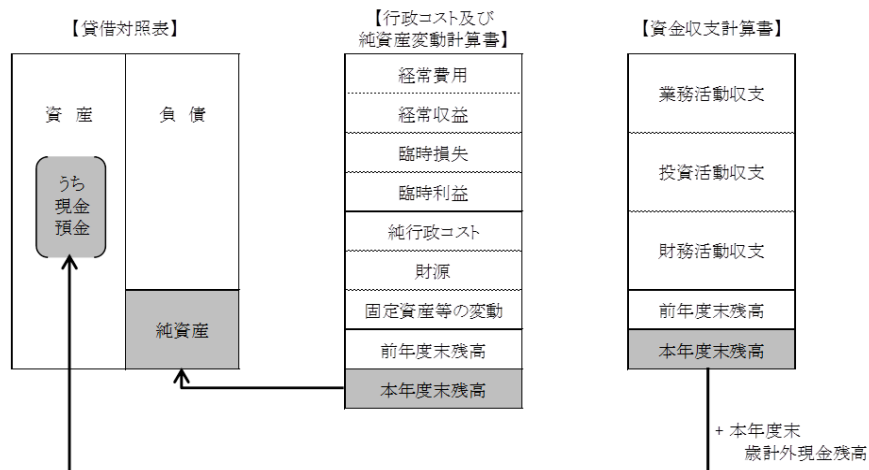 【貸借対照表】
資 産
負 債
うち
現金
預金
純資産
【行政コスト及び
純資産変動計算書】
経常費用
経常収益
臨時損失
臨時利益
純行政コスト
財源
固定資産等の変動
前年度末残高
本年度末残高
【資金収支計算書】
業務活動収支
投資活動収支
財務活動収支
前年度末残高
本年度末残高
+ 本年度末
歳計外現金残高